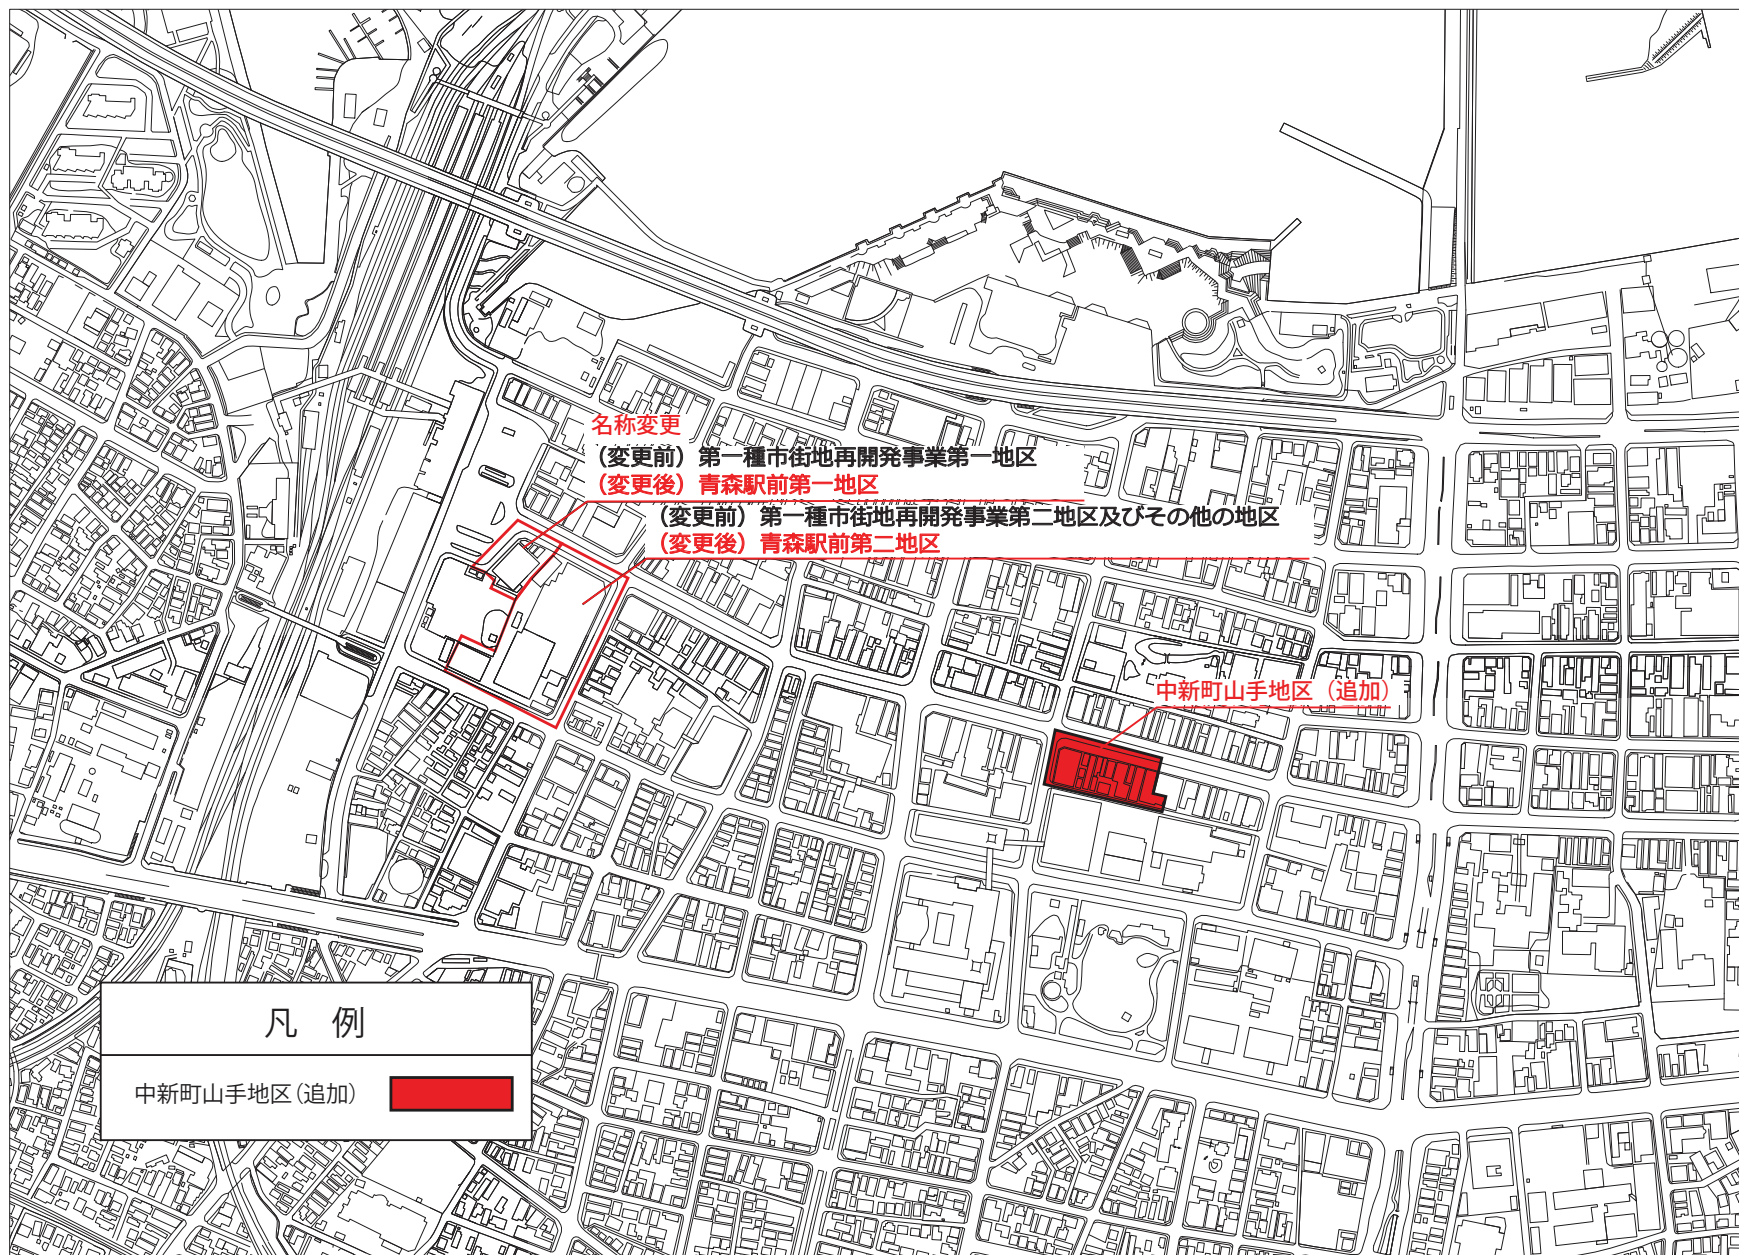 名称変更
（変更前）第一種市街地再開発事業第一地区
（変更後）青森駅前第一地区
（変更前）第一種市街地再開発事業第二地区及びその他の地区
（変更後）青森駅前第二地区
中新町山手地区（追加）
凡 例
中新町山手地区（追加）